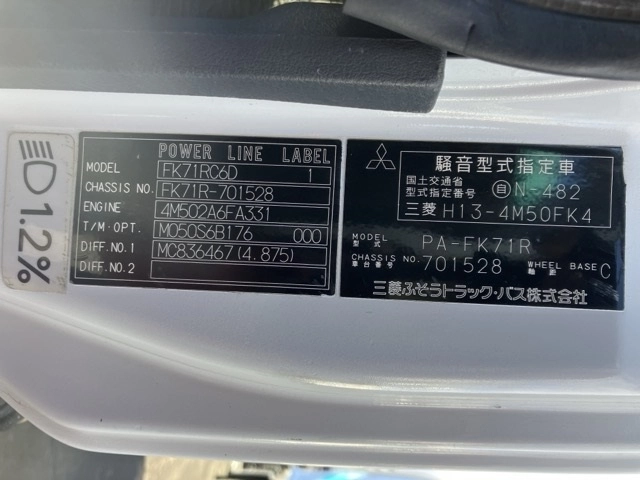 1.2%
POWER LINE LABEL
MODEL FK71RC6D 1
CHASSIS NO. FK71R-701528
ENGINE 4M502A6FA331
T/M·OPT. M050S6B176 000
DIFF.NO.1 MC836467(4.875)
DIFF.NO.2
騒音型式指定車
国土交通省
型式指定番号 自N-482
三菱 H13-4M50FK4
MODEL
型式 PA-FK71R
CHASSIS NO.
車台番号 701528 WHEEL BASE
軸距 C
三菱ふそうトラック・バス株式会社